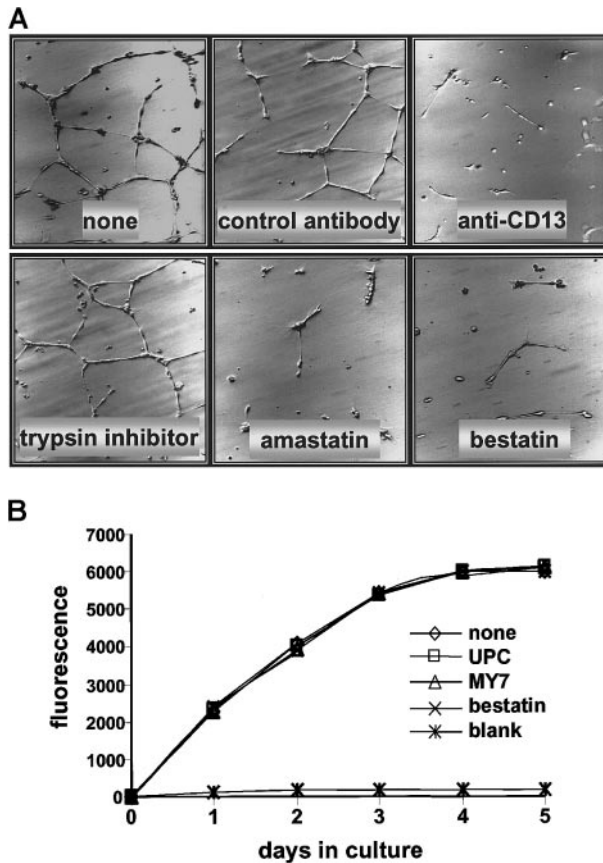 A
none
control antibody
anti-CD13
trypsin inhibitor
amastatin
bestatin
B
7000
6000
5000
4000
3000
2000
1000
0
fluorescence
none
UPC
MY7
bestatin
blank
0 1 2 3 4 5
days in culture